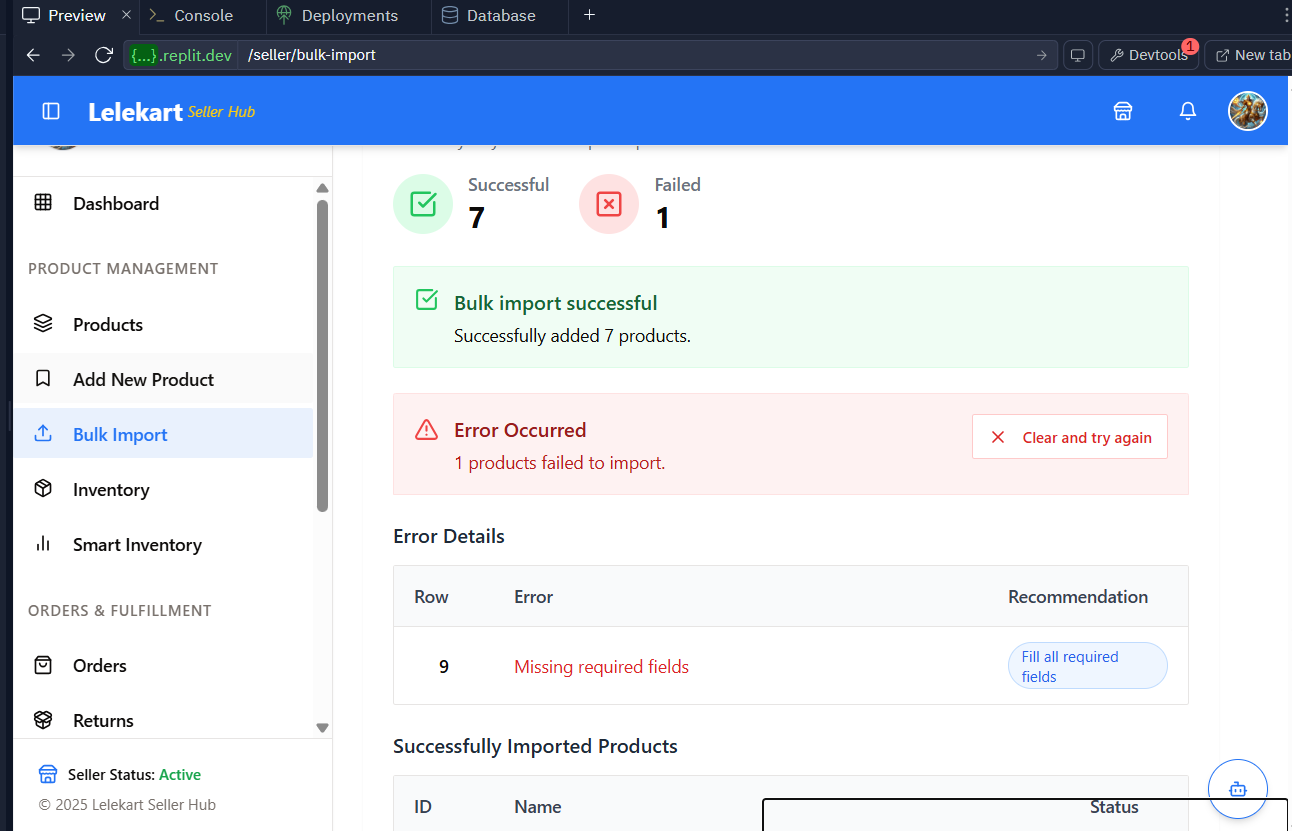 Preview
Console
Deployments
Database
{...}.replit.dev /seller/bulk-import
Devtools
1
New tab
Lelekart Seller Hub
Dashboard
PRODUCT MANAGEMENT
Products
Add New Product
Bulk Import
Inventory
Smart Inventory
ORDERS & FULFILLMENT
Orders
Returns
Seller Status: Active
© 2025 Lelekart Seller Hub
Successful
7
Failed
1
Bulk import successful
Successfully added 7 products.
Error Occurred
1 products failed to import.
Clear and try again
Error Details
Row Error Recommendation
9 Missing required fields Fill all required
fields
Successfully Imported Products
ID Name Status